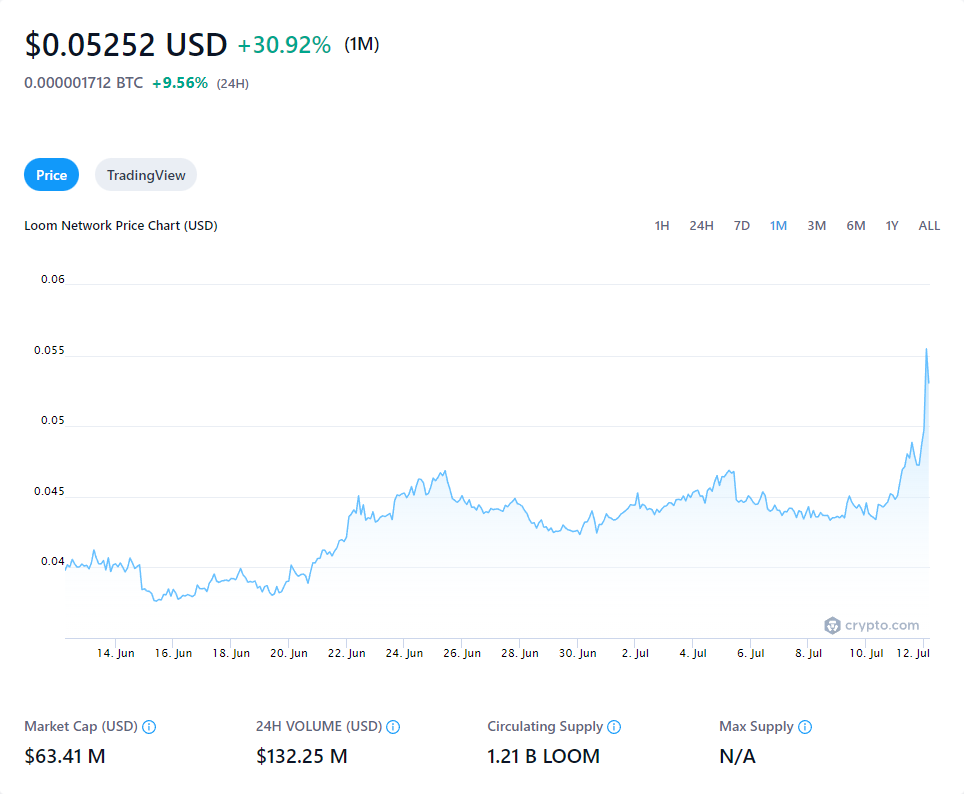 $0.05252 USD +30.92% (1M)
0.000001712 BTC +9.56% (24H)
Price TradingView
Loom Network Price Chart (USD) 1H 24H 7D 1M 3M 6M 1Y ALL
0.06
0.055
0.05
0.045
0.04
crypto.com
14. Jun 16. Jun 18. Jun 20. Jun 22. Jun 24. Jun 26. Jun 28. Jun 30. Jun 2. Jul 4. Jul 6. Jul 8. Jul 10. Jul 12. Jul
Market Cap (USD) 24H VOLUME (USD) Circulating Supply Max Supply
$63.41 M $132.25 M 1.21 B LOOM N/A